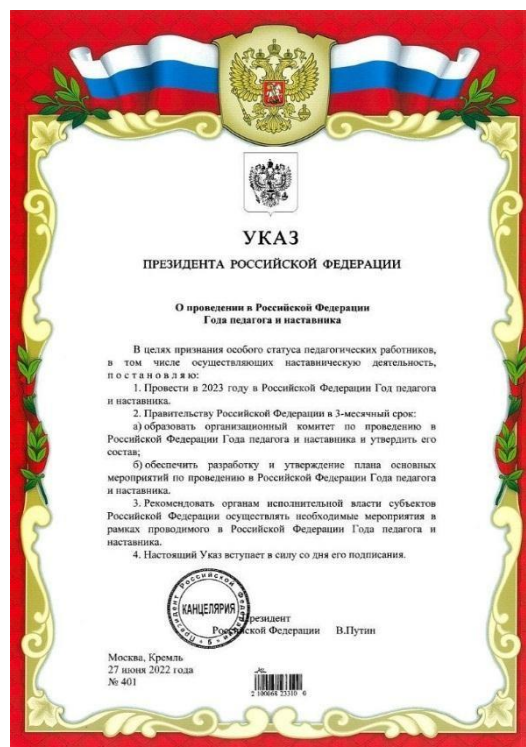 УКАЗ
ПРЕЗИДЕНТА РОССИЙСКОЙ ФЕДЕРАЦИИ
О проведении в Российской Федерации
Года педагога и наставника
В целях признания особого статуса педагогических работников,
в том числе осуществляющих наставническую деятельность,
постановляю:
1. Провести в 2023 году в Российской Федерации Год педагога
и наставника.
2. Правительству Российской Федерации в 3-месячный срок:
а) образовать организационный комитет по проведению в
Российской Федерации Года педагога и наставника и утвердить его
состав;
б) обеспечить разработку и утверждение плана основных
мероприятий по проведению в Российской Федерации Года педагога
и наставника.
3. Рекомендовать органам исполнительной власти субъектов
Российской Федерации осуществлять необходимые мероприятия в
рамках проводимого в Российской Федерации Года педагога и
наставника.
4. Настоящий Указ вступает в силу со дня его подписания.
Президент Российской Федерации
КАНЦЕЛЯРИЯ
Президент
Российской Федерации В.Путин
Москва, Кремль
27 июня 2022 года
№ 401